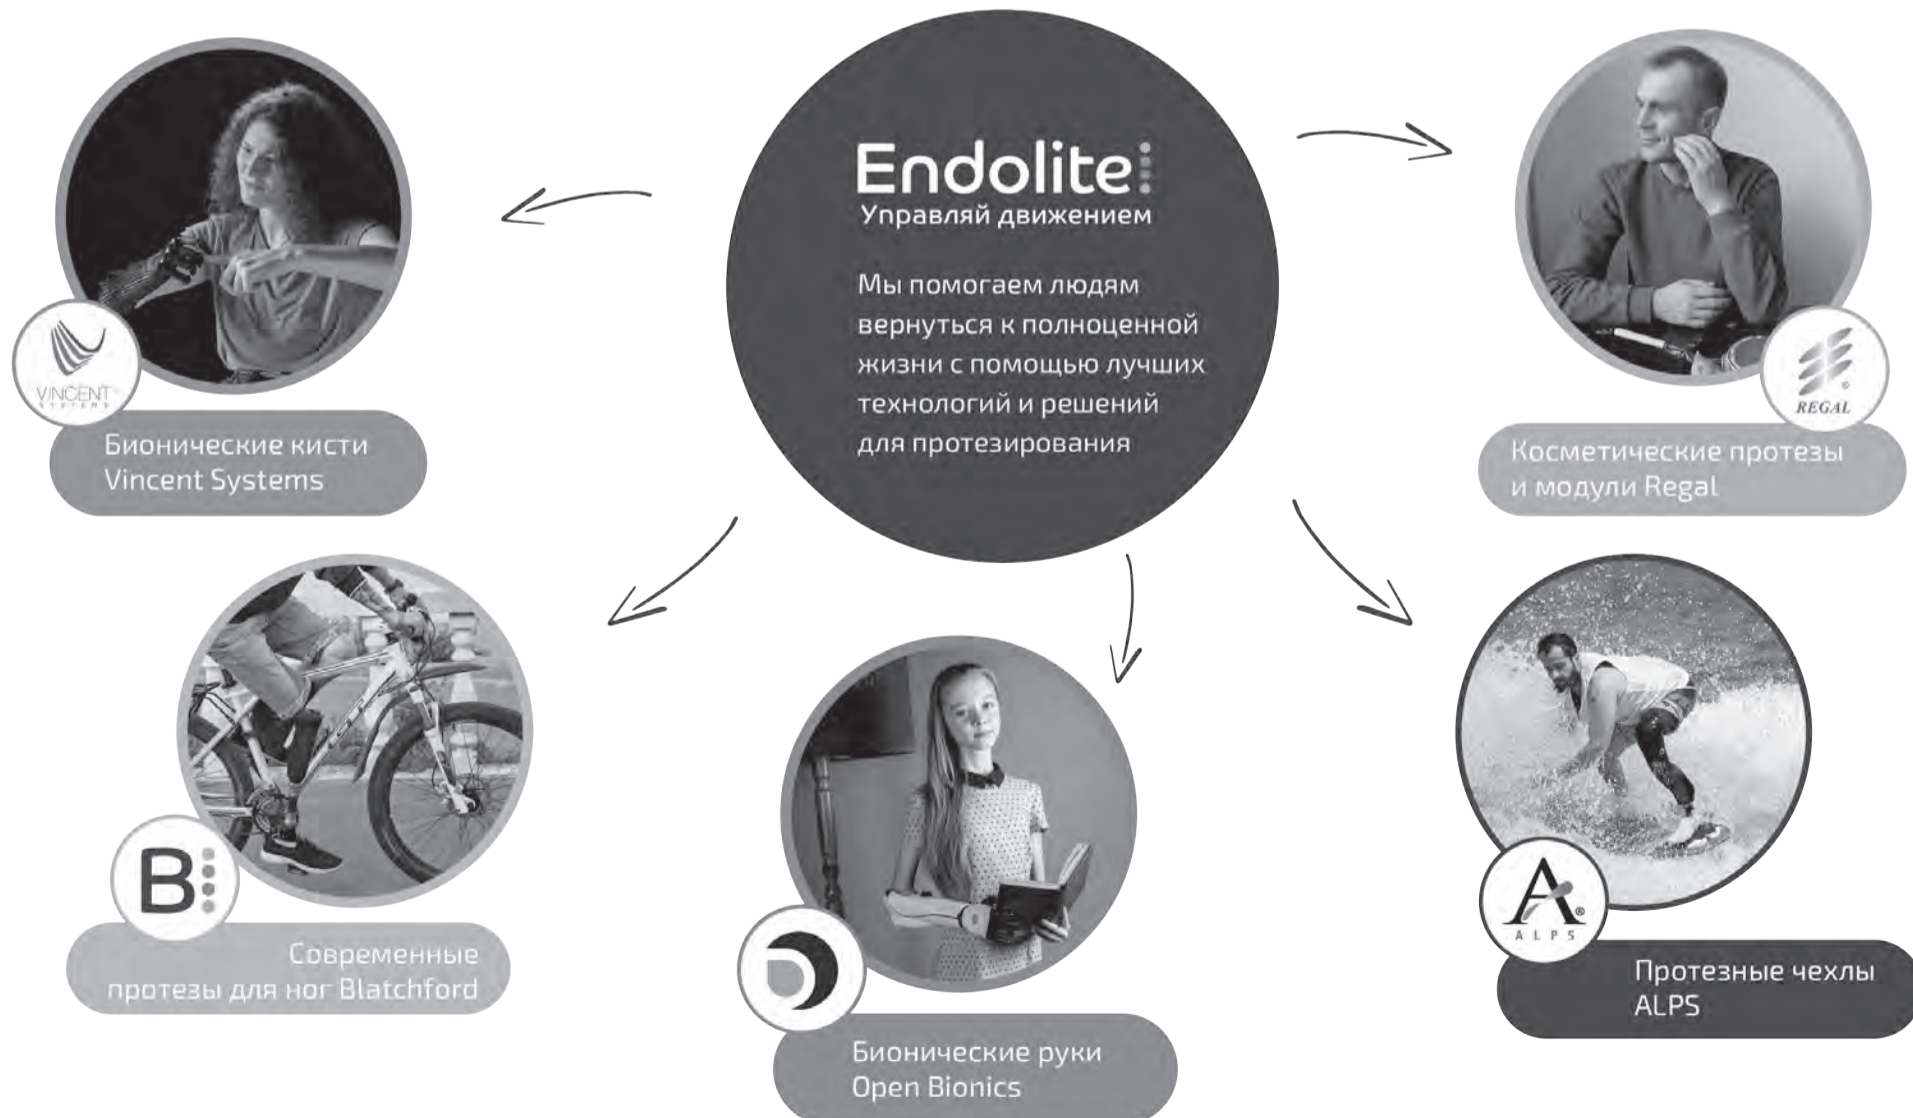 Endolite
Управляй движением
Мы помогаем людям
вернуться к полноценной
жизни с помощью лучших
технологий и решений
для протезирования
VINCENT
SYSTEMS
Бионические кисти
Vincent Systems
REGAL
Косметические протезы
и модули Regal
B
Современные
протезы для ног Blatchford
Бионические руки
Open Bionics
A®
ALPS
Протезные чехлы
ALPS